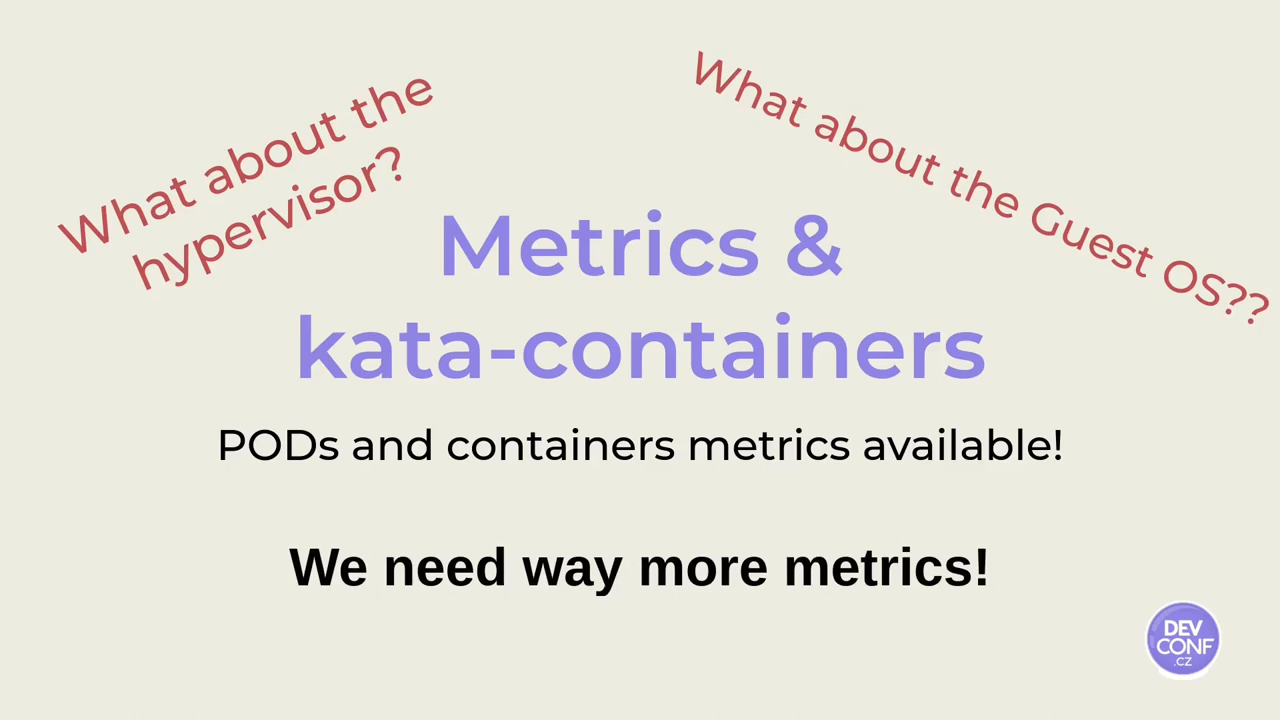 What about the
hypervisor?
What about the Guest OS??
Metrics &
kata-containers
PODs and containers metrics available!
We need way more metrics!
DEV
CONF
.CZ